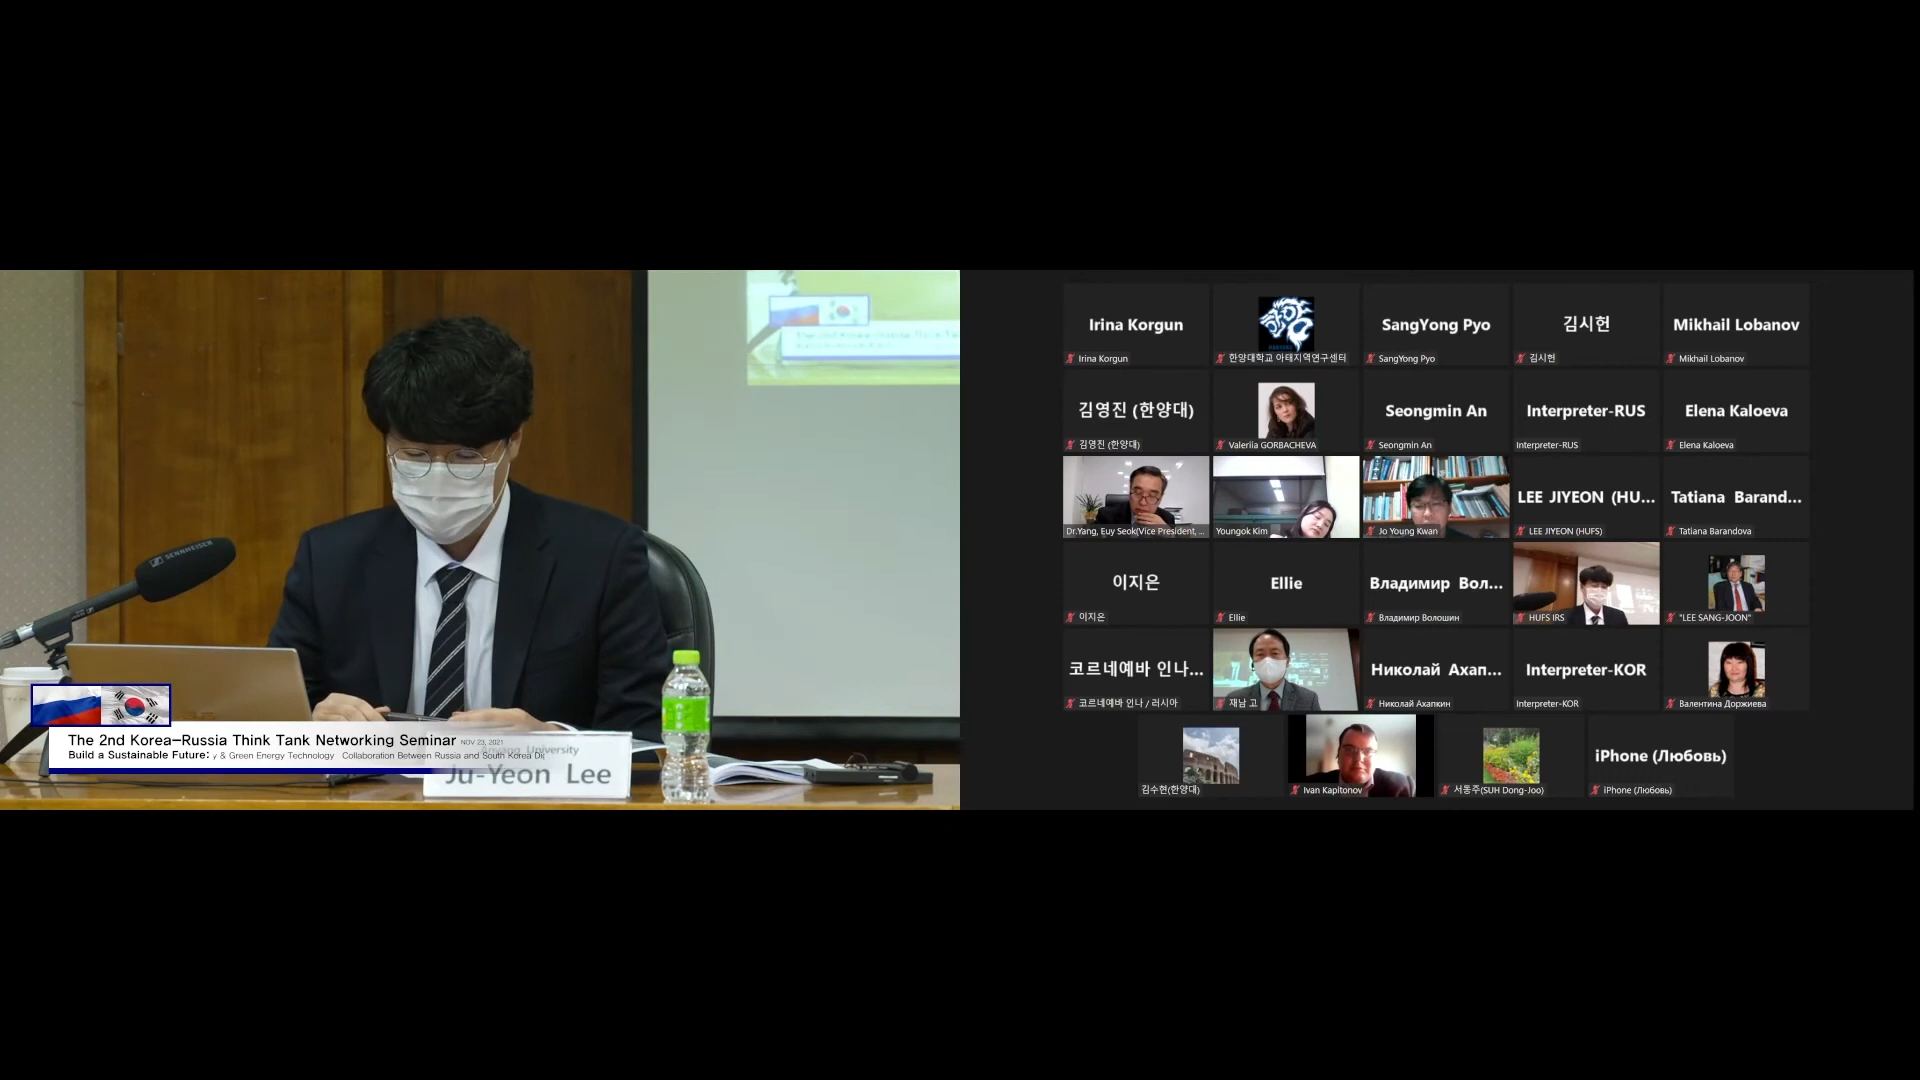 SENNHEISER
The 2nd Korea–Russia Think Tank Networking Seminar NOV 23, 2021
Build a Sustainable Future: y & Green Energy Technology Collaboration Between Russia and South Korea Di
Anyang University
Ju-Yeon Lee
Irina Korgun
Irina Korgun
한양대학교 아태지역연구센터
SangYong Pyo
SangYong Pyo
김시헌
김시헌
Mikhail Lobanov
Mikhail Lobanov
김영진 (한양대)
김영진 (한양대)
Valeriia GORBACHEVA
Seongmin An
Seongmin An
Interpreter-RUS
Interpreter-RUS
Elena Kaloeva
Elena Kaloeva
Dr.Yang, Euy Seok(Vice President, ...
Youngok Kim
Jo Young Kwan
LEE JIYEON (HU...
LEE JIYEON (HUFS)
Tatiana Barand...
Tatiana Barandova
이지은
이지은
Ellie
Ellie
Владимир Вол...
Владимир Волошин
HUFS IRS
"LEE SANG-JOON"
코르네예바 인나...
코르네예바 인나 / 러시아
재남 고
Николай Ахап...
Николай Ахапкин
Interpreter-KOR
Interpreter-KOR
Валентина Доржиева
김수현(한양대)
Ivan Kapitonov
서동주(SUH Dong-Joo)
iPhone (Любовь)
iPhone (Любовь)